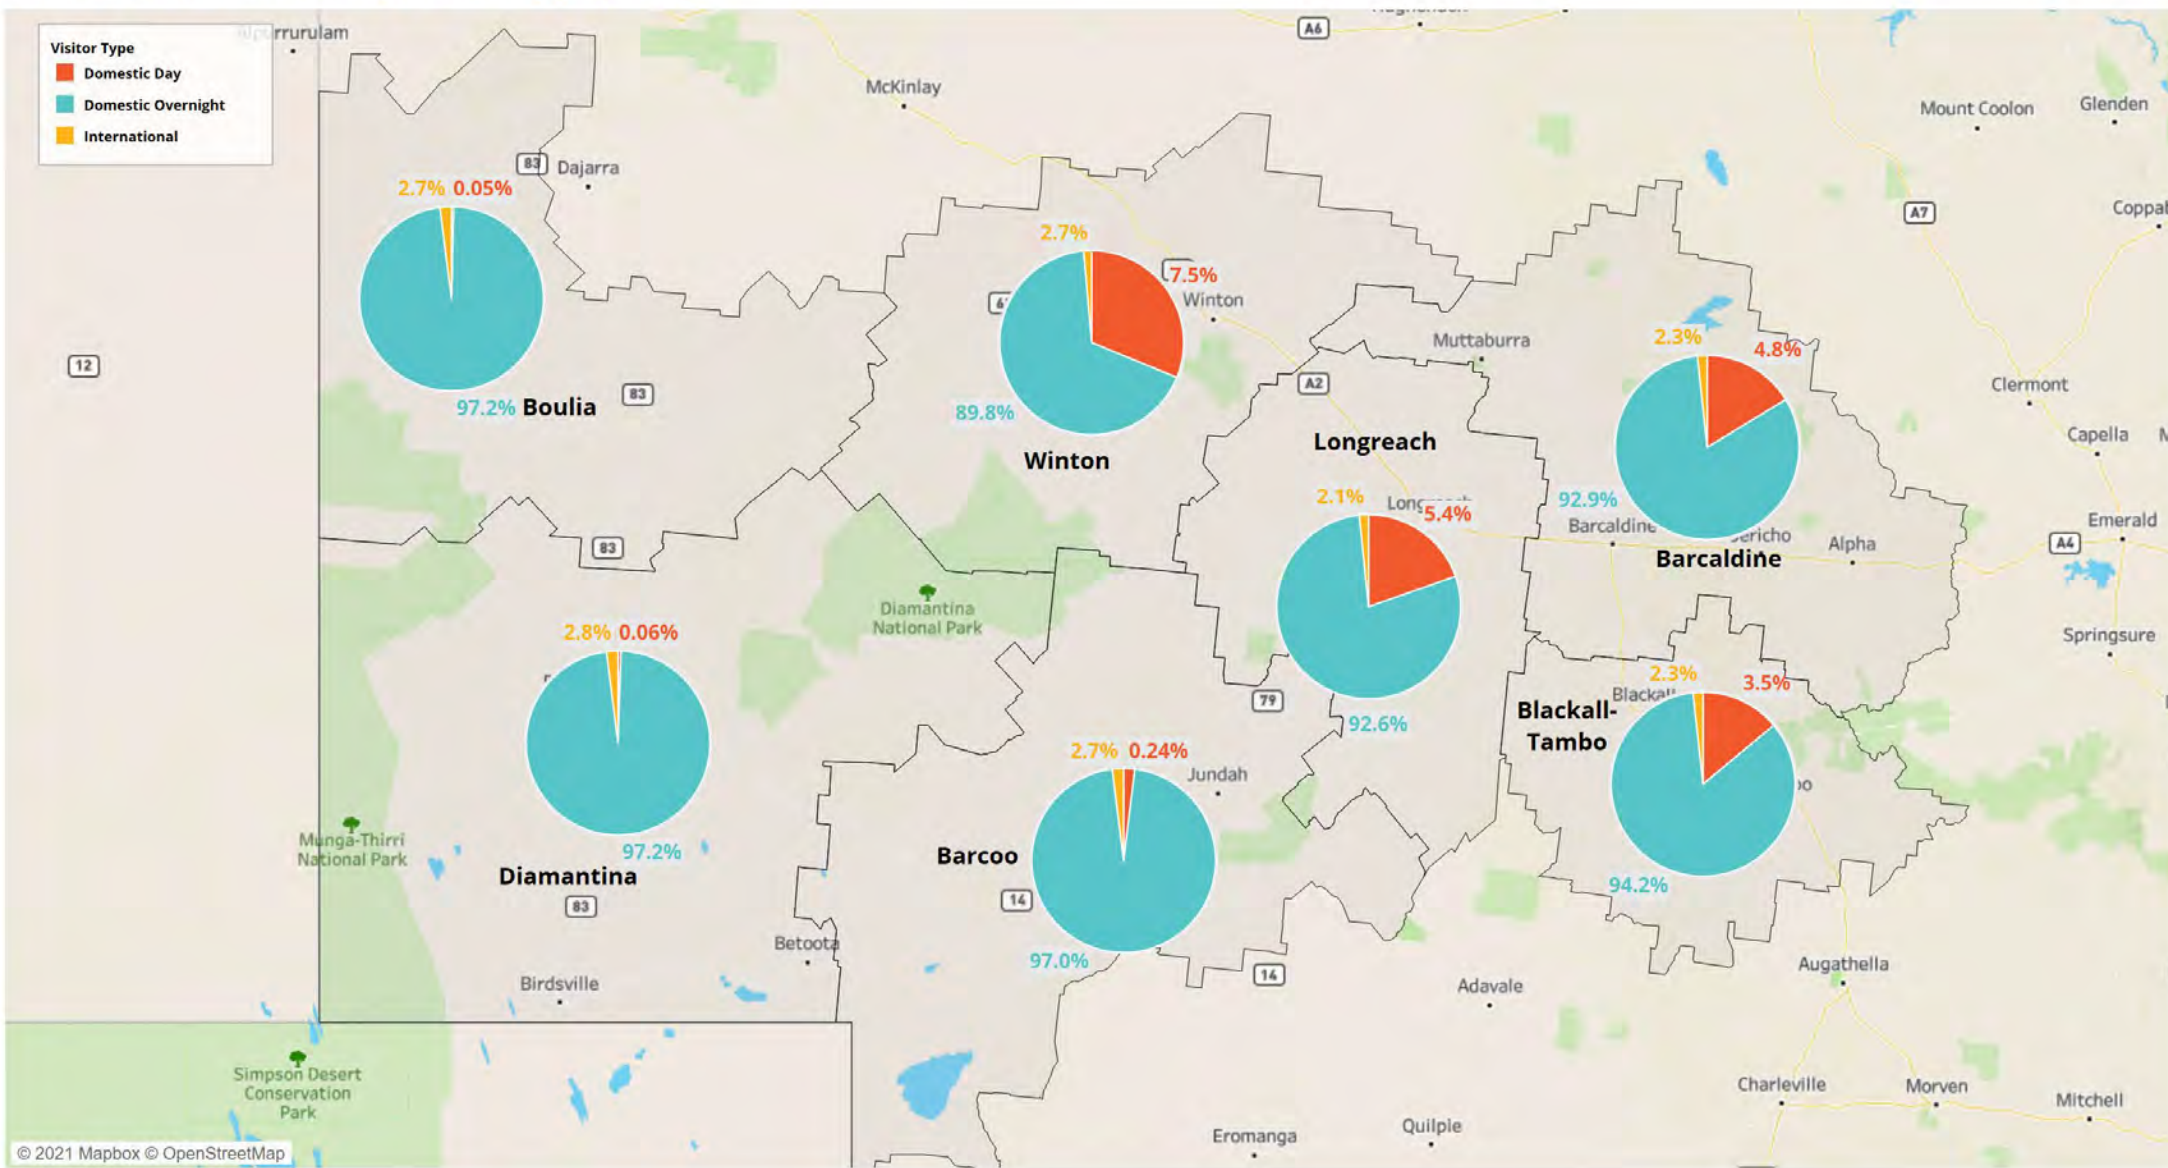 Visitor Type
Domestic Day
Domestic Overnight
International
A6
McKinlay
Mount Coolon
Glenden
83
Dajarra
2.7% 0.05%
A7
2.7%
7.5%
Winton
12
Muttaburra
2.3%
4.8%
83
A2
Clermont
97.2% Boulia
89.8%
Winton
Longreach
Capella
2.1%
5.4%
92.9%
Barcaldine
Alpha
Emerald
A4
Barcaldine
83
Diamantina
National Park
2.8% 0.06%
Springsure
79
2.3%
3.5%
Blackall-
Tambo
92.6%
2.7% 0.24%
Jundah
Munga-Thirri
National Park
97.2%
Diamantina
83
Barcoo
14
94.2%
Betoota
97.0%
14
Birdsville
Adavale
Augathella
Simpson Desert
Conservation
Park
Charleville
Morven
Mitchell
Eromanga
Quilpie
© 2021 Mapbox © OpenStreetMap